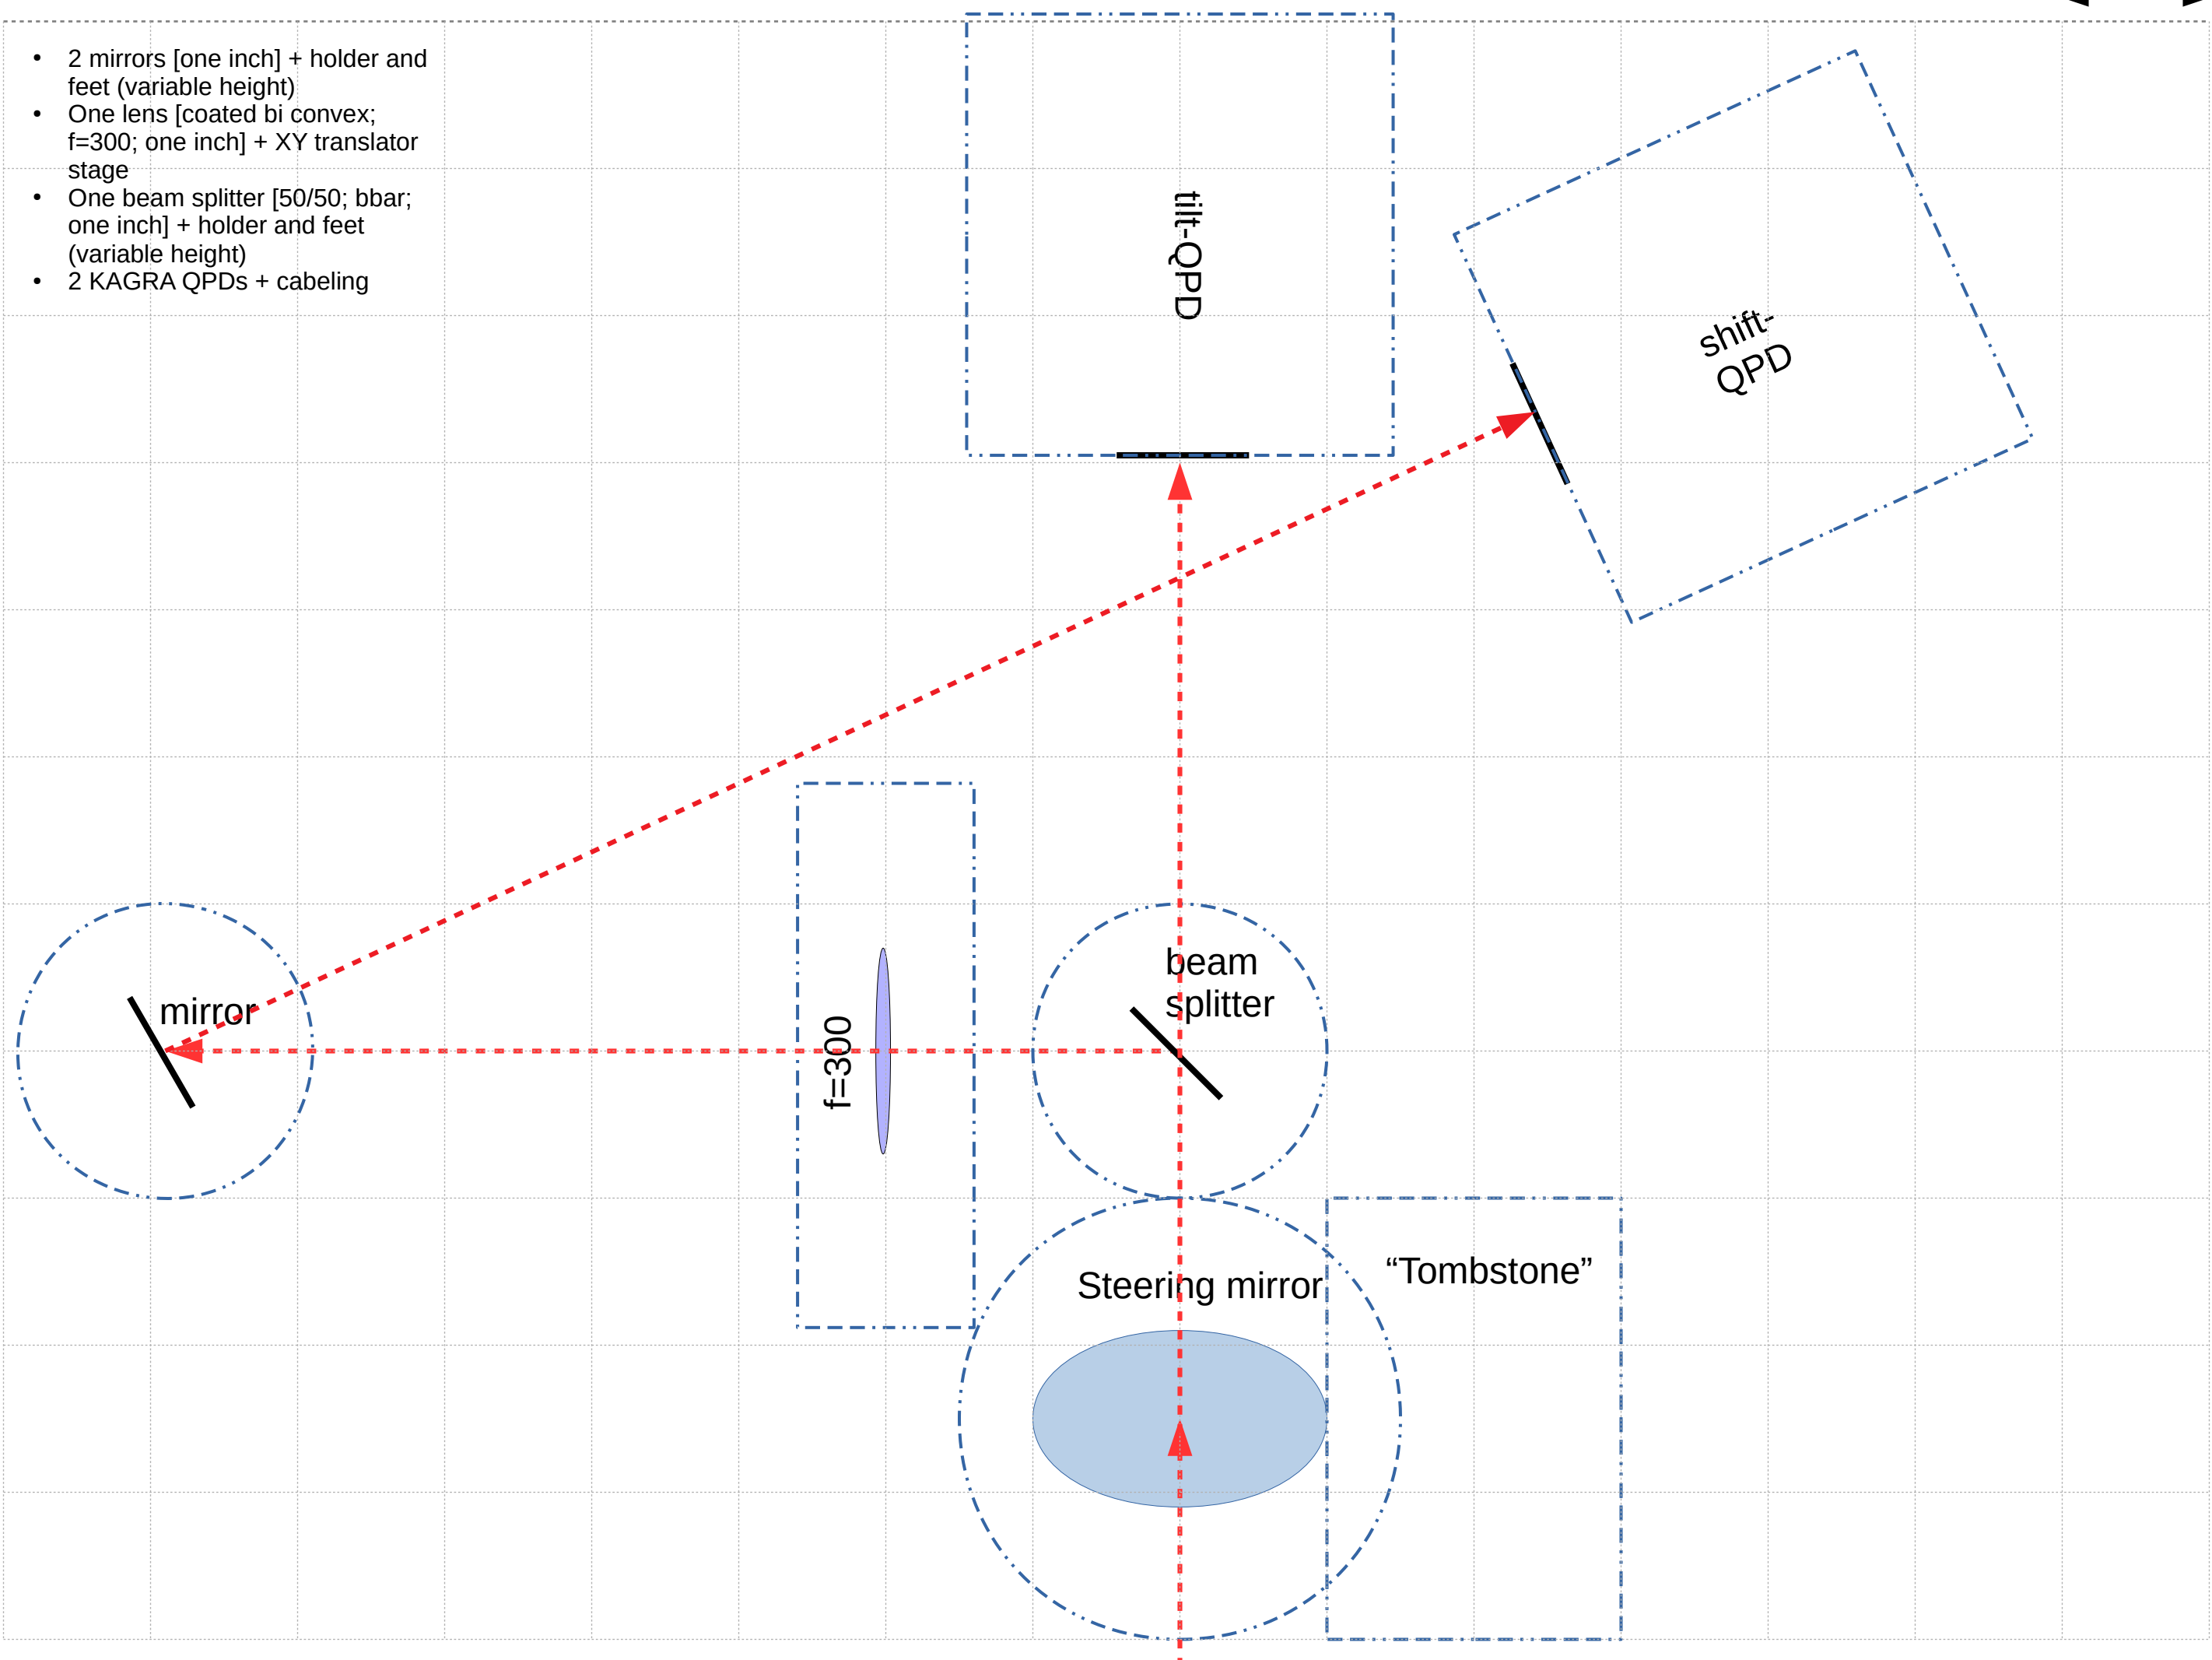 • 2 mirrors [one inch] + holder and
feet (variable height)
• One lens [coated bi convex;
f=300; one inch] + XY translator
stage
• One beam splitter [50/50; bbar;
one inch] + holder and feet
(variable height)
• 2 KAGRA QPDs + cabeling
tilt-QPD
shift-
QPD
mirror
f=300
beam
splitter
Steering mirror
“Tombstone”